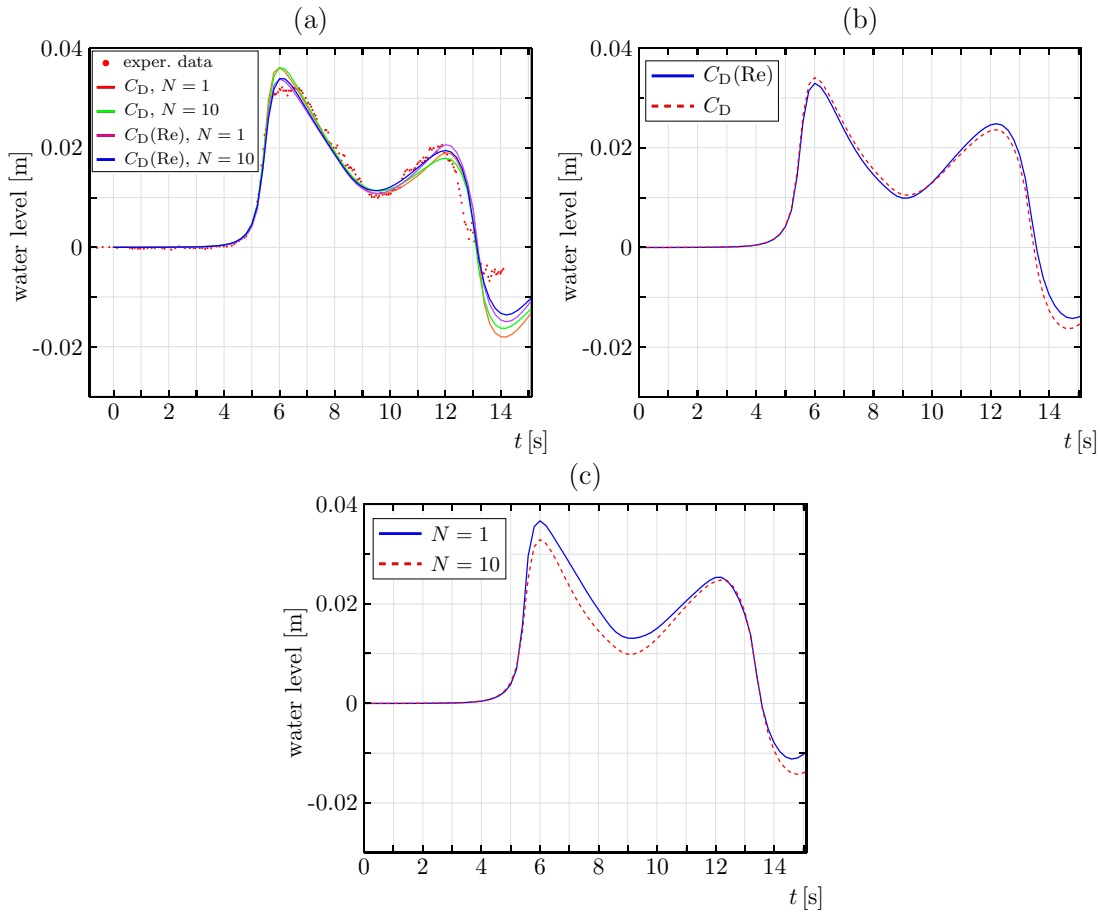 (a)
0.04
0.02
0
-0.02
water level [m]
exper. data
C_D, N = 1
C_D, N = 10
C_D(Re), N = 1
C_D(Re), N = 10
0 2 4 6 8 10 12 14
t [s]
(b)
0.04
0.02
0
-0.02
water level [m]
C_D(Re)
C_D
0 2 4 6 8 10 12 14
t [s]
(c)
0.04
0.02
0
-0.02
water level [m]
N = 1
N = 10
0 2 4 6 8 10 12 14
t [s]